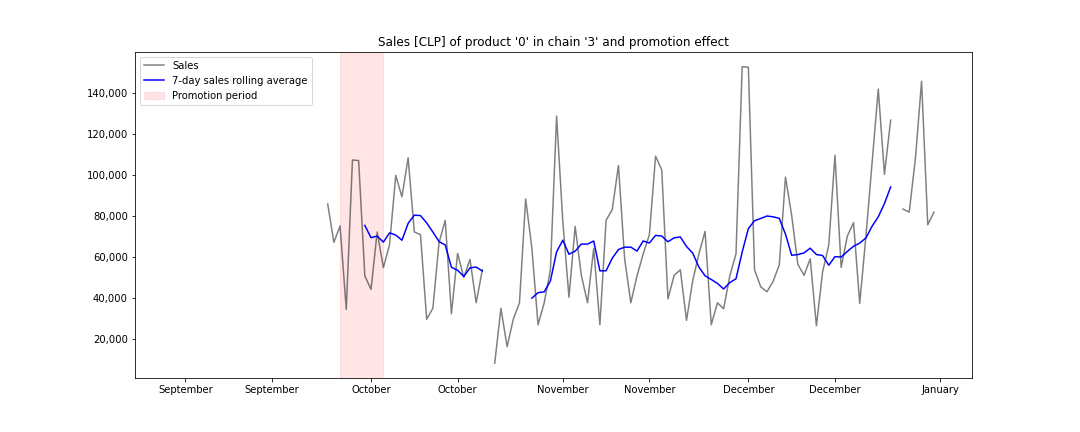 Sales [CLP] of product '0' in chain '3' and promotion effect
Sales
7-day sales rolling average
Promotion period
140,000
120,000
100,000
80,000
60,000
40,000
20,000
September September October October November November December December January